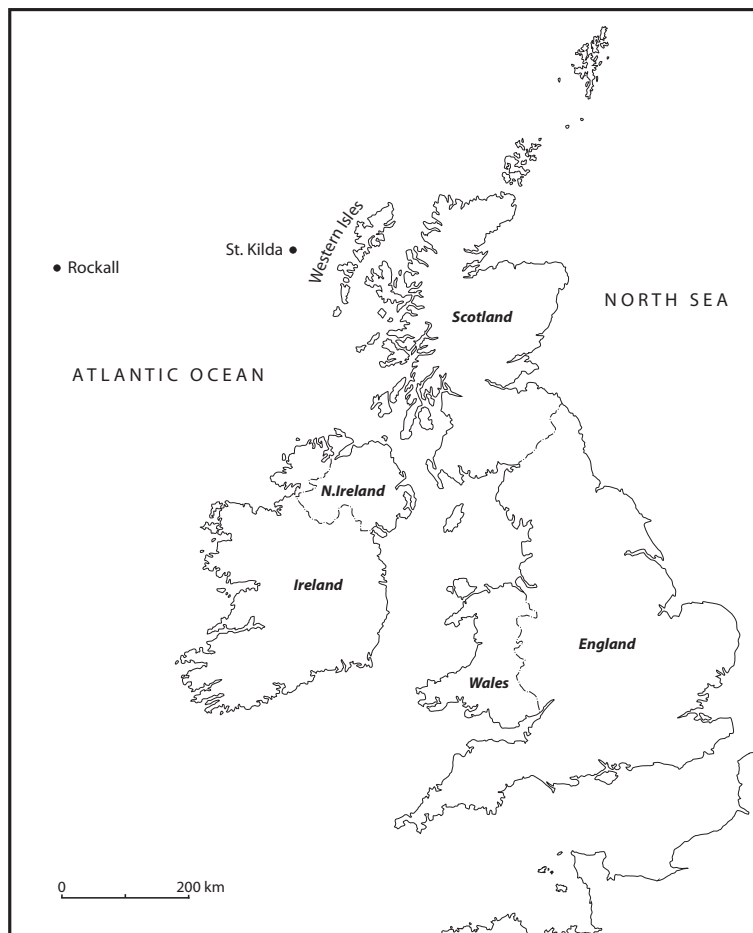 Western Isles
St. Kilda
Rockall
NORTH SEA
Scotland
ATLANTIC OCEAN
N.Ireland
Ireland
England
Wales
0 200 km